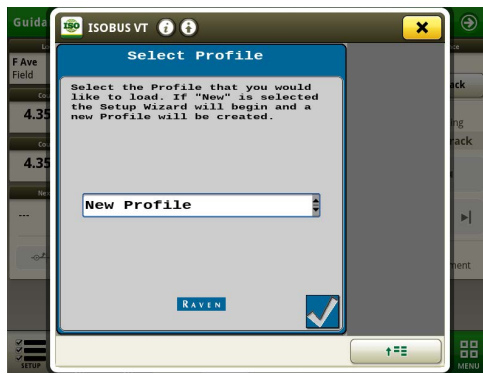 Guida
ISO
ISOBUS VT
Select Profile
F Ave
Field
Select the Profile that you would
like to load. If "New" is selected
the Setup Wizard will begin and a
new Profile will be created.
4.35
4.35
New Profile
---
RAVEN
ack
ing
rack
ment
SETUP
MENU